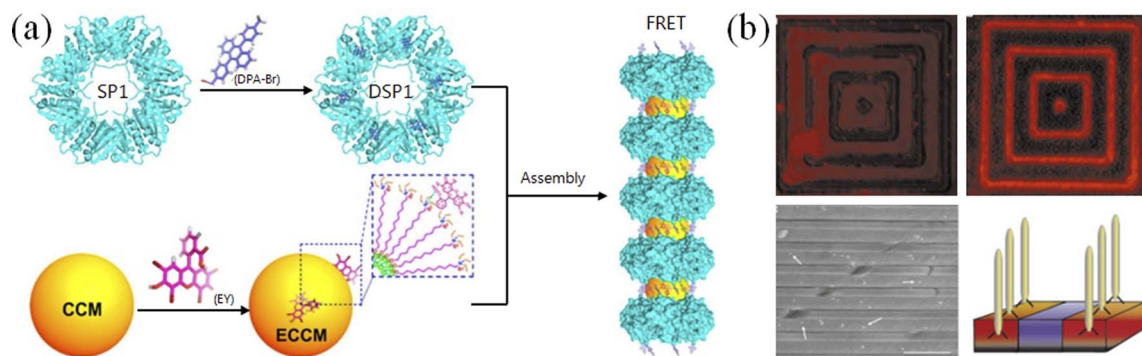 (a)
SP1
(DPA-Br)
DSP1
FRET
Assembly
CCM
(EY)
ECCM
(b)